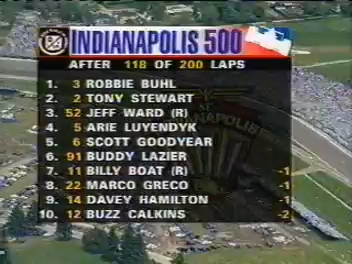 INDIANAPOLIS 500
AFTER 118 OF 200 LAPS
1. 3 ROBBIE BUHL
2. 2 TONY STEWART
3. 52 JEFF WARD (R)
4. 5 ARIE LUYENDYK
5. 6 SCOTT GOODYEAR
6. 91 BUDDY LAZIER
7. 11 BILLY BOAT (R) -1
8. 22 MARCO GRECO -1
9. 14 DAVEY HAMILTON -1
10. 12 BUZZ CALKINS -2